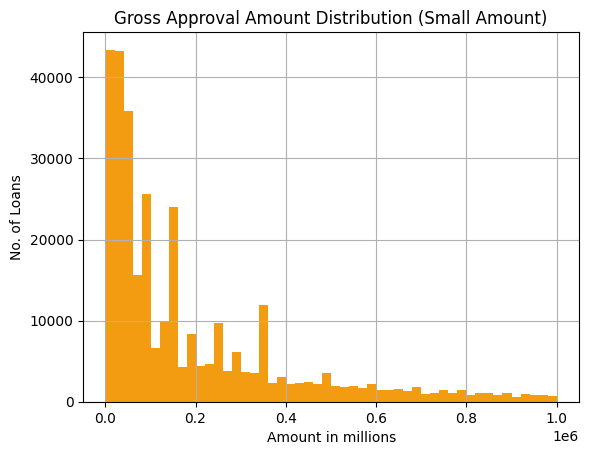 Gross Approval Amount Distribution (Small Amount)
40000
30000
20000
10000
0
No. of Loans
0.0 0.2 0.4 0.6 0.8 1.0
1e6
Amount in millions